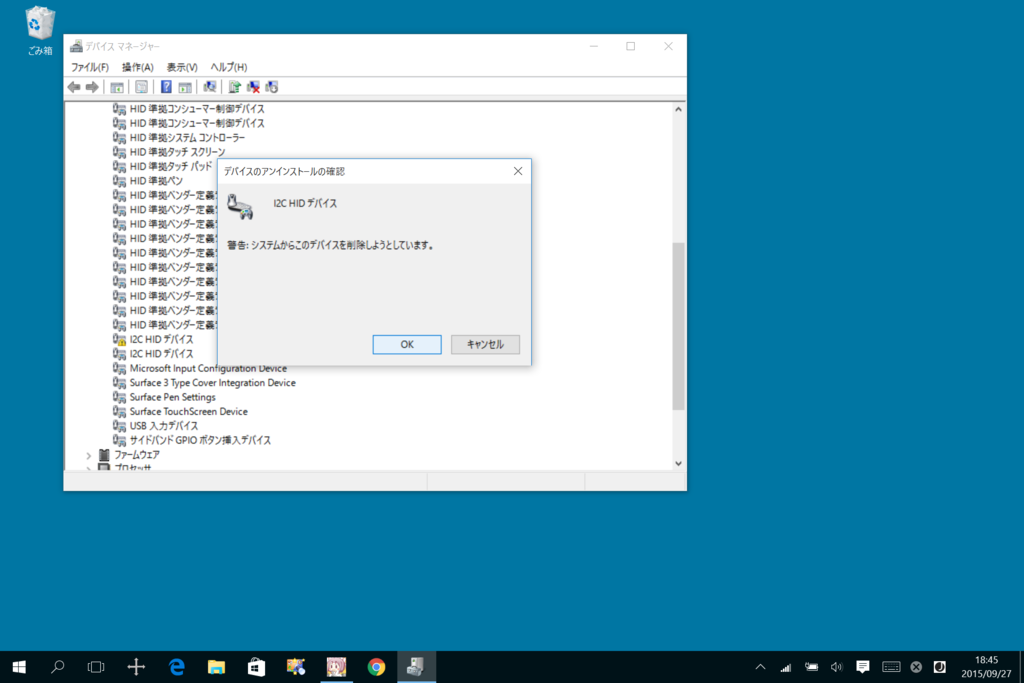 ごみ箱
デバイス マネージャー
ファイル(F) 操作(A) 表示(V) ヘルプ(H)
HID 準拠コンシューマー制御デバイス
HID 準拠コンシューマー制御デバイス
HID 準拠システム コントローラー
HID 準拠タッチ スクリーン
HID 準拠タッチ パッド
HID 準拠ペン
HID 準拠ベンダー定義
HID 準拠ベンダー定義
HID 準拠ベンダー定義
HID 準拠ベンダー定義
HID 準拠ベンダー定義
HID 準拠ベンダー定義
HID 準拠ベンダー定義
HID 準拠ベンダー定義
HID 準拠ベンダー定義
HID 準拠ベンダー定義
I2C HID デバイス
I2C HID デバイス
Microsoft Input Configuration Device
Surface 3 Type Cover Integration Device
Surface Pen Settings
Surface TouchScreen Device
USB 入力デバイス
サイドバンド GPIO ボタン挿入デバイス
ファームウェア
プロセッサ
デバイスのアンインストールの確認
I2C HID デバイス
警告: システムからこのデバイスを削除しようとしています。
OK キャンセル
18:45
2015/09/27